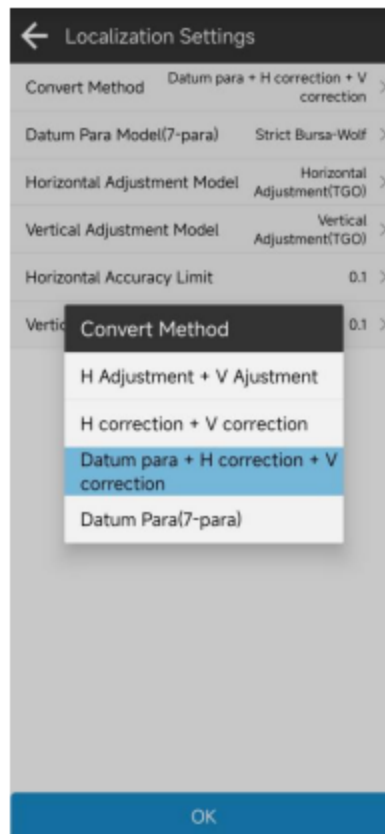 Localization Settings
Convert Method
Datum para + H correction + V
correction
Datum Para Model(7-para)
Strict Bursa-Wolf
Horizontal Adjustment Model
Horizontal
Adjustment(TGO)
Vertical Adjustment Model
Vertical
Adjustment(TGO)
Horizontal Accuracy Limit
0.1
Vertic
0.1
Convert Method
H Adjustment + V Ajustment
H correction + V correction
Datum para + H correction + V
correction
Datum Para(7-para)
OK